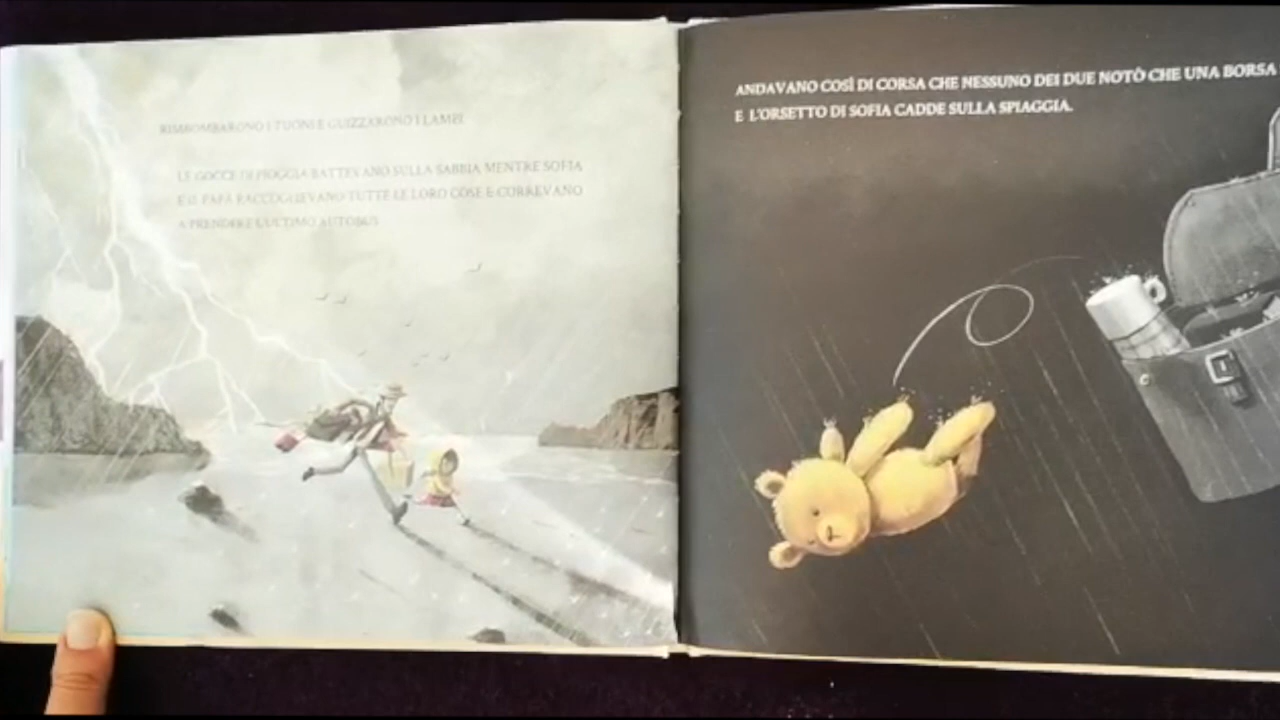 RIMBOMBARONO I TUONI E GUIZZARONO I LAMPI
LE GOCCE DI PIOGGIA BATTEVANO SULLA SABBIA MENTRE SOFIA
E IL PAPÀ RACCOGLIEVANO TUTTE LE LORO COSE E CORREVANO
A PRENDERE L'ULTIMO AUTOBUS
ANDAVANO COSÌ DI CORSA CHE NESSUNO DEI DUE NOTÒ CHE UNA BORSA
E L'ORSETTO DI SOFIA CADDE SULLA SPIAGGIA.